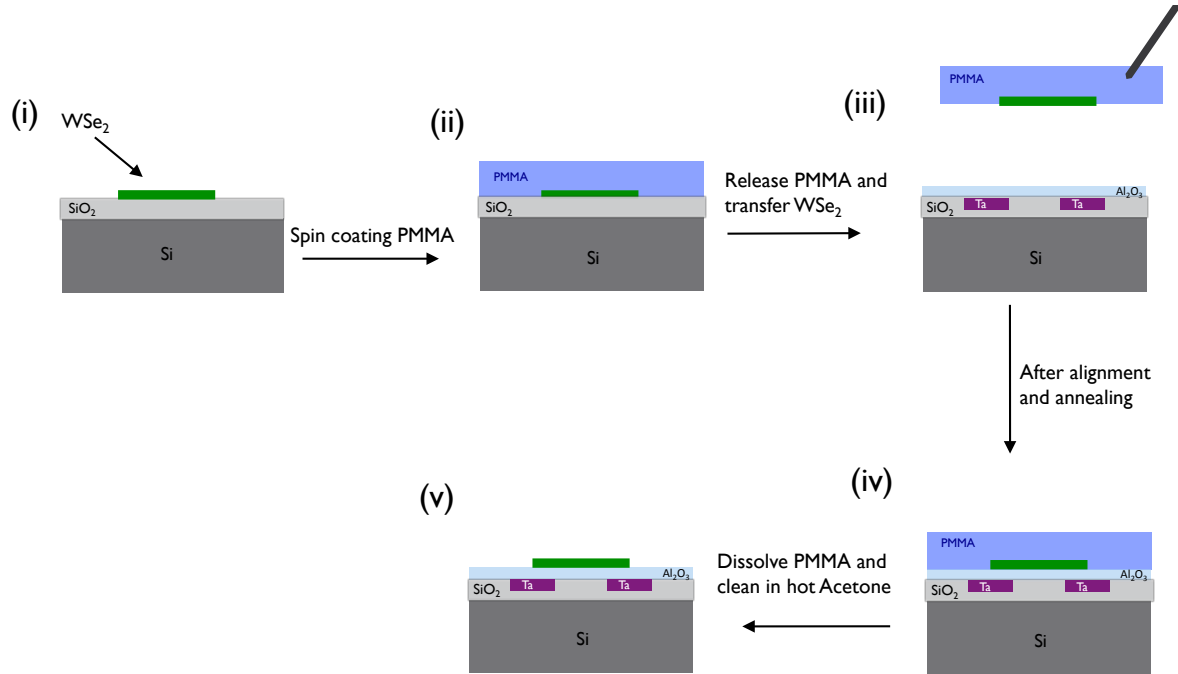 (i)
WSe₂
SiO₂
Si
Spin coating PMMA
(ii)
PMMA
SiO₂
Si
Release PMMA and
transfer WSe₂
(iii)
PMMA
Al₂O₃
SiO₂
Ta
Ta
Si
After alignment
and annealing
(iv)
PMMA
Al₂O₃
SiO₂
Ta
Ta
Si
Dissolve PMMA and
clean in hot Acetone
(v)
Al₂O₃
SiO₂
Ta
Ta
Si